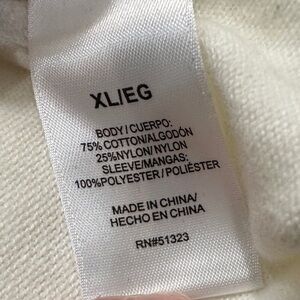 XL/EG
BODY/CUERPO:
75% COTTON/ALGODÓN
25%NYLON/NYLON
SLEEVE/MANGAS:
100%POLYESTER/POLIÉSTER
MADE IN CHINA/
HECHO EN CHINA
RN#51323